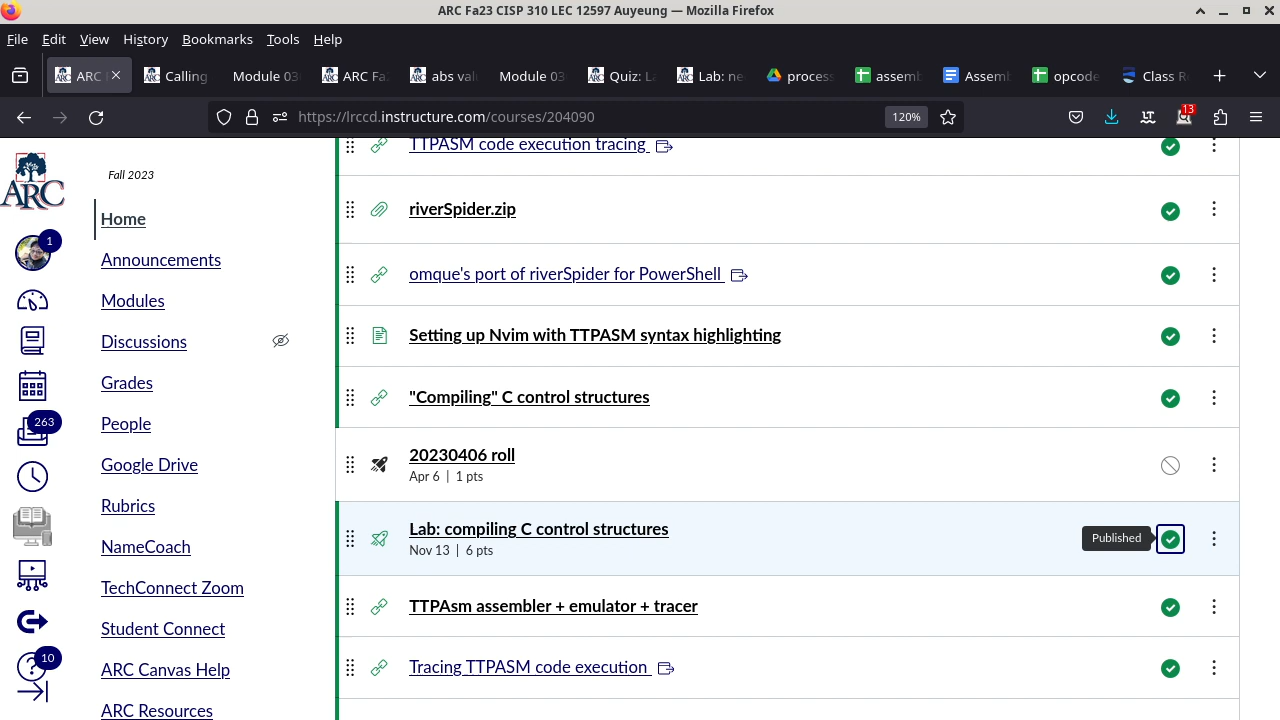 ARC Fa23 CISP 310 LEC 12597 Auyeung — Mozilla Firefox
File Edit View History Bookmarks Tools Help
ARC Calling Module 03 ARC Fa abs val Module 03 Quiz: L Lab: ne process assemb Assemb opcode Class R
https://lrccd.instructure.com/courses/204090 120% 13
ARC
Fall 2023
1
263
10
Home
Announcements
Modules
Discussions
Grades
People
Google Drive
Rubrics
NameCoach
TechConnect Zoom
Student Connect
ARC Canvas Help
ARC Resources
TTPASM code execution tracing
riverSpider.zip
omque's port of riverSpider for PowerShell
Setting up Nvim with TTPASM syntax highlighting
"Compiling" C control structures
20230406 roll
Apr 6 | 1 pts
Lab: compiling C control structures
Nov 13 | 6 pts
Published
TTPAsm assembler + emulator + tracer
Tracing TTPASM code execution